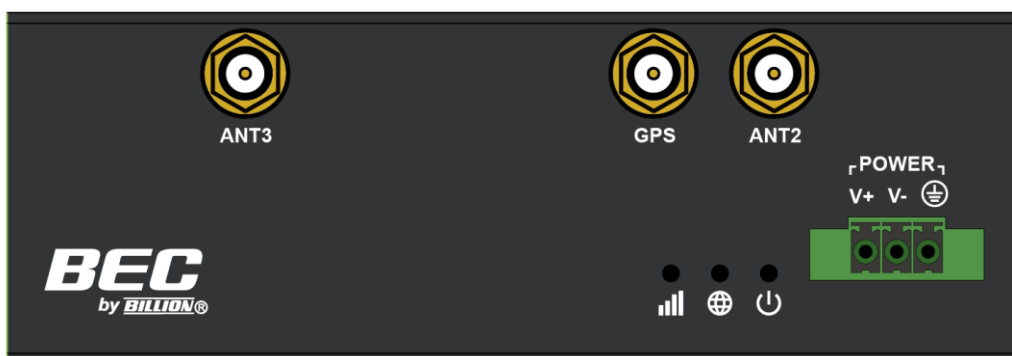 ANT3
GPS
ANT2
POWER
V+ V-
BEC
by BILLION®